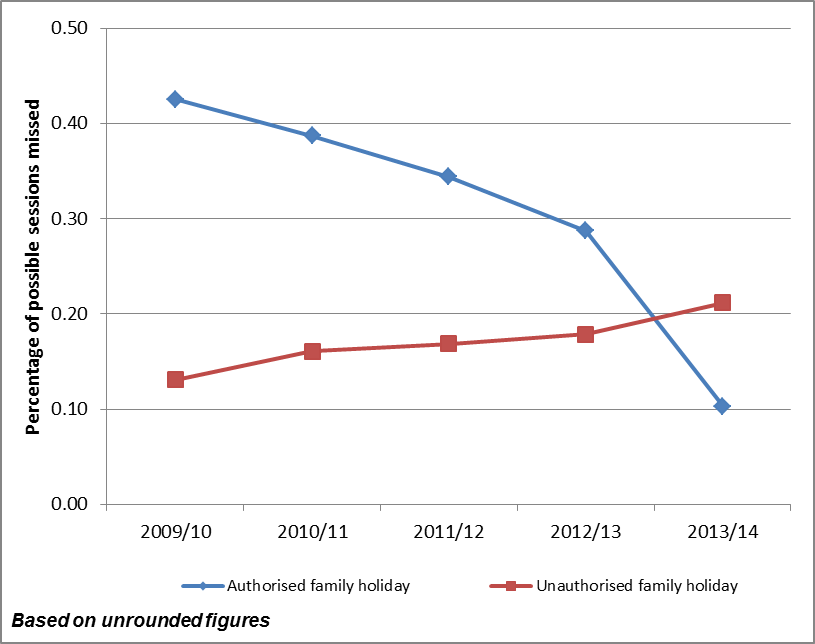 Percentage of possible sessions missed
0.50
0.40
0.30
0.20
0.10
0.00
2009/10 2010/11 2011/12 2012/13 2013/14
Authorised family holiday Unauthorised family holiday
Based on unrounded figures